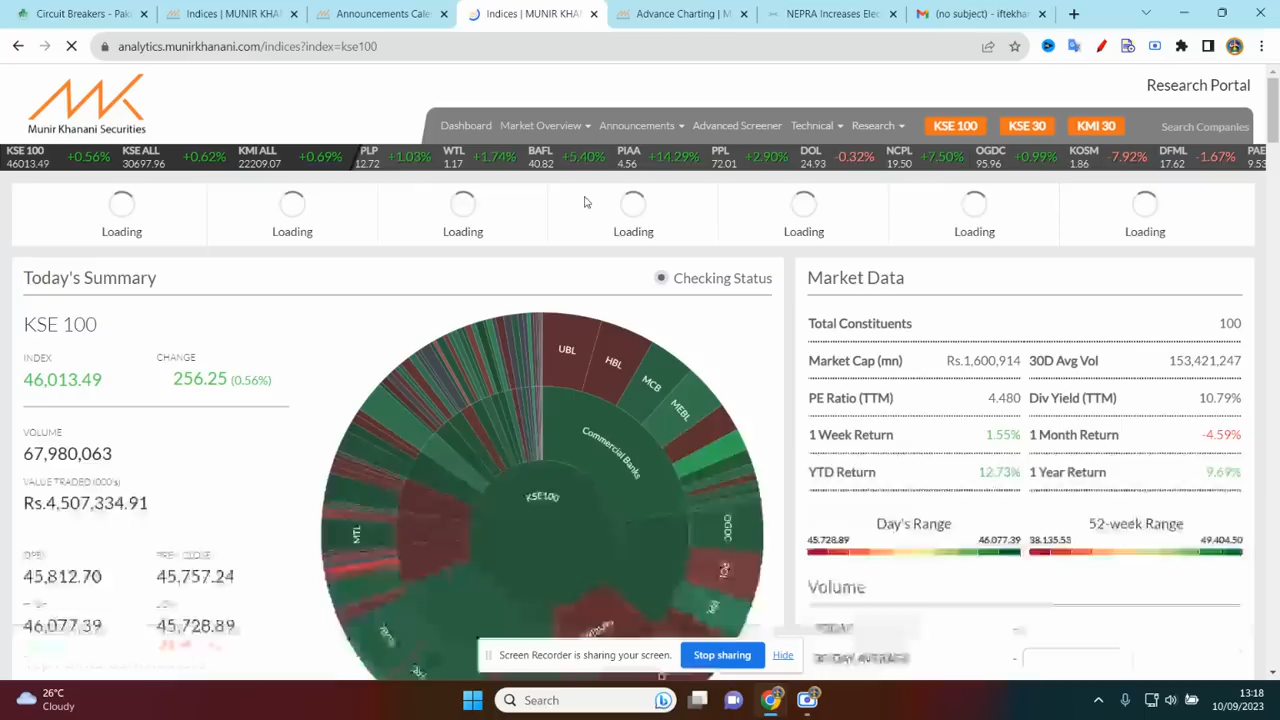 Circuit Breakers - Paki
Indices | MUNIR KHAN
Announcements Cale
Indices | MUNIR KHAN
Advance Charting | M
NEPRA Increases Elec
(no subject) - iftekhar
analytics.munirkhanani.com/indices?index=kse100
Munir Khanani Securities
Research Portal
Dashboard Market Overview Announcements Advanced Screener Technical Research KSE 100 KSE 30 KMI 30 Search Companies
KSE 100 46013.49 +0.56% KSE ALL 30697.96 +0.62% KMI ALL 22209.07 +0.69% PLP 12.72 +1.03% WTL 1.17 +1.74% BAFL 40.82 +5.40% PIAA 4.56 +14.29% PPL 72.01 +2.90% DOL 24.93 -0.32% NCPL 19.50 +7.50% OGDC 95.96 +0.99% KOSM 1.86 -7.92% DFML 17.62 -1.67% PAE 9.53
Loading Loading Loading Loading Loading Loading Loading
Today's Summary
Checking Status
KSE 100
INDEX CHANGE
46,013.49 256.25 (0.56%)
VOLUME
67,980,063
VALUE TRADED (000's)
Rs.4,507,334.91
OPEN PREV CLOSE
45,812.70 45,757.24
46,077.39 45,728.89
UBL
HBL
MCB
MEBL
Commercial Banks
KSE100
OGDC
MTL
Market Data
Total Constituents 100
Market Cap (mn) Rs.1,600,914 30D Avg Vol 153,421,247
PE Ratio (TTM) 4.480 Div Yield (TTM) 10.79%
1 Week Return 1.55% 1 Month Return -4.59%
YTD Return 12.73% 1 Year Return 9.69%
Day's Range 52-week Range
45.728.89 46.077.39 38.135.53 49.404.50
Volume
Screen Recorder is sharing your screen. Stop sharing Hide
26°C
Cloudy
Search
13:18
10/09/2023